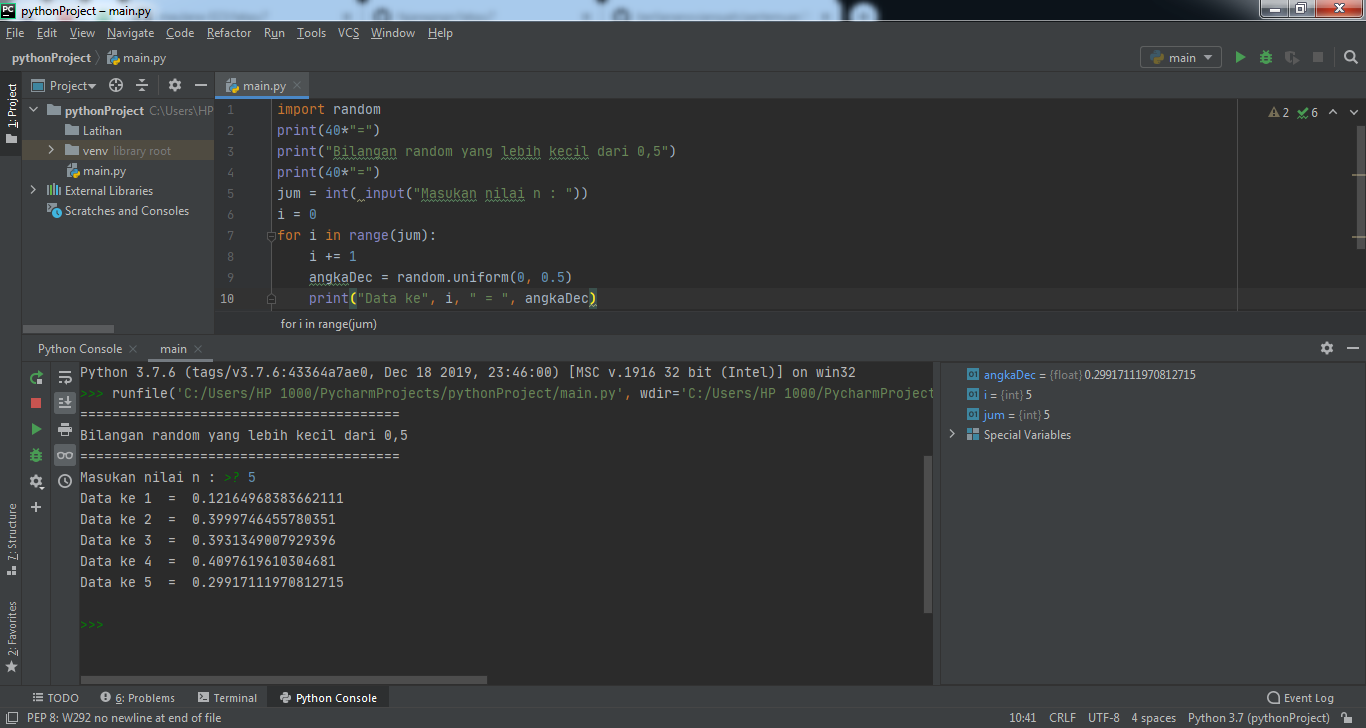 pythonProject – main.py
File Edit View Navigate Code Refactor Run Tools VCS Window Help
pythonProject main.py main
1: Project
Project
main.py
pythonProject C:\Users\HP
Latihan
venv library root
main.py
External Libraries
Scratches and Consoles
2 6
1 import random
2 print(40*"=")
3 print("Bilangan random yang lebih kecil dari 0,5")
4 print(40*"=")
5 jum = int( input("Masukan nilai n : "))
6 i = 0
7 for i in range(jum):
8 i += 1
9 angkaDec = random.uniform(0, 0.5)
10 print("Data ke", i, " = ", angkaDec)
for i in range(jum)
Python Console main
Python 3.7.6 (tags/v3.7.6:43364a7ae0, Dec 18 2019, 23:46:00) [MSC v.1916 32 bit (Intel)] on win32
>>> runfile('C:/Users/HP 1000/PycharmProjects/pythonProject/main.py', wdir='C:/Users/HP 1000/PycharmProject
========================================
Bilangan random yang lebih kecil dari 0,5
========================================
Masukan nilai n : >? 5
Data ke 1  =  0.12164968383662111
Data ke 2  =  0.3999746455780351
Data ke 3  =  0.3931349007929396
Data ke 4  =  0.4097619610304681
Data ke 5  =  0.29917111970812715
>>>
angkaDec = {float} 0.29917111970812715
i = {int} 5
jum = {int} 5
Special Variables
7: Structure
2: Favorites
TODO 6: Problems Terminal Python Console Event Log
PEP 8: W292 no newline at end of file 10:41 CRLF UTF-8 4 spaces Python 3.7 (pythonProject)